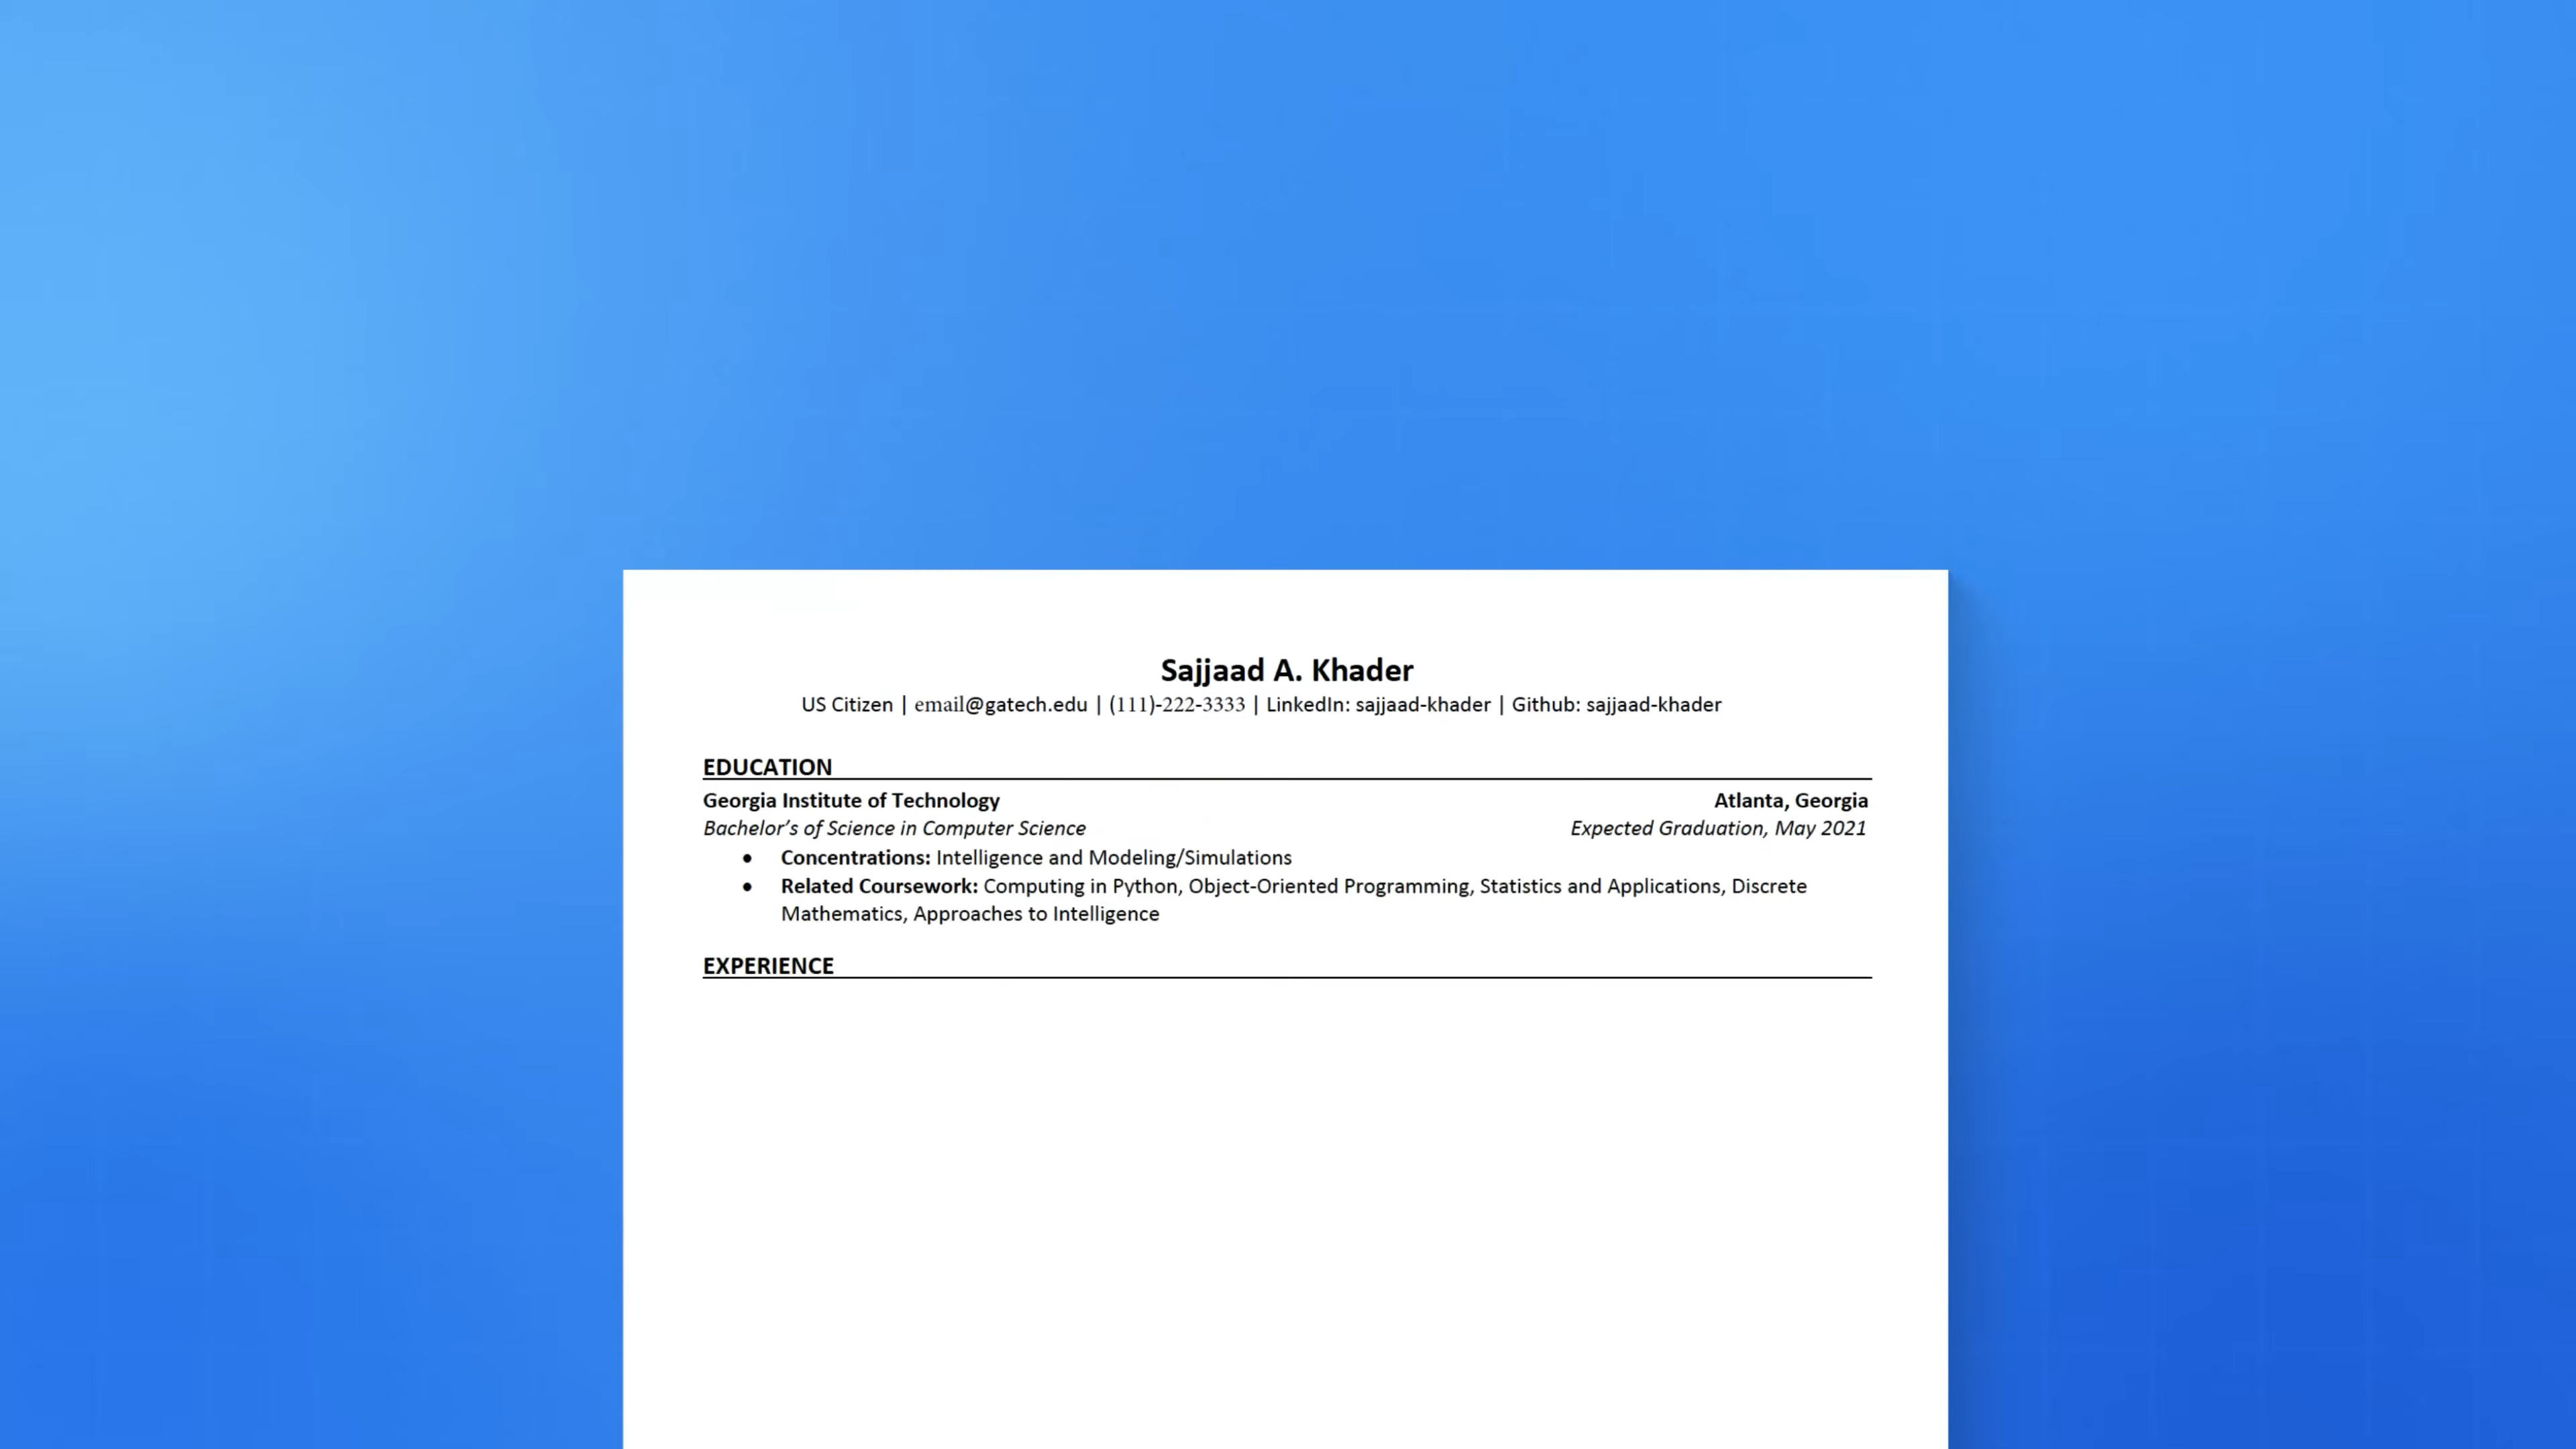 Sajjaad A. Khader
US Citizen | email@gatech.edu | (111)-222-3333 | LinkedIn: sajjaad-khader | Github: sajjaad-khader
EDUCATION
Georgia Institute of Technology Atlanta, Georgia
Bachelor’s of Science in Computer Science Expected Graduation, May 2021
• Concentrations: Intelligence and Modeling/Simulations
• Related Coursework: Computing in Python, Object-Oriented Programming, Statistics and Applications, Discrete
Mathematics, Approaches to Intelligence
EXPERIENCE